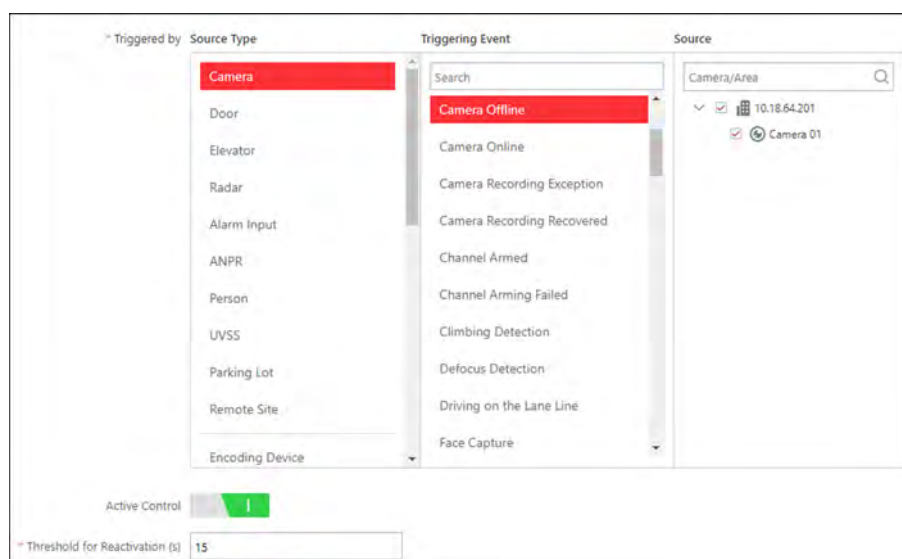 * Triggered by Source Type Triggering Event Source
Camera Search Camera/Area
Camera Offline 10.18.64.201
Door
Camera Online Camera 01
Elevator
Camera Recording Exception
Radar
Camera Recording Recovered
Alarm Input
Channel Armed
ANPR
Channel Arming Failed
Person
Climbing Detection
UVSS
Defocus Detection
Parking Lot
Driving on the Lane Line
Remote Site
Face Capture
Encoding Device
Active Control
* Threshold for Reactivation (s) 15